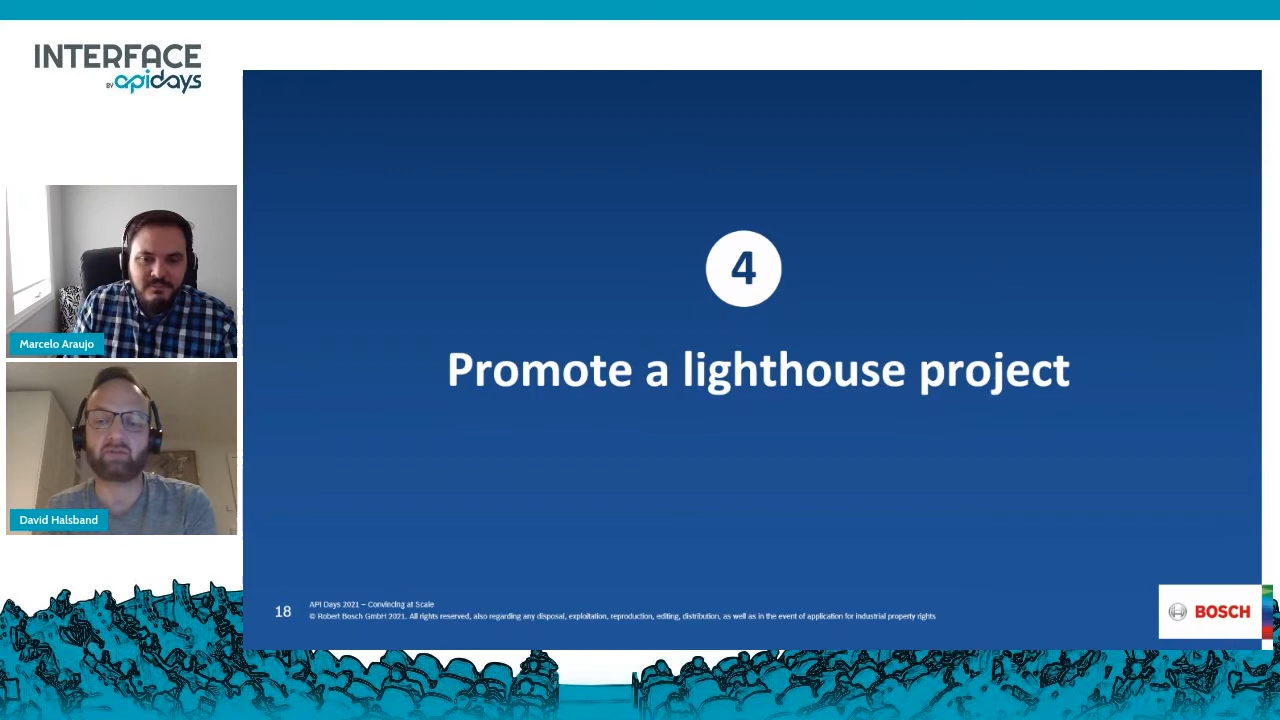 INTERFACE
BY apidays
4
Promote a lighthouse project
Marcelo Araujo
David Halsband
18
API Days 2021 – Convincing at Scale
© Robert Bosch GmbH 2021. All rights reserved, also regarding any disposal, exploitation, reproduction, editing, distribution, as well as in the event of application for industrial property rights
BOSCH